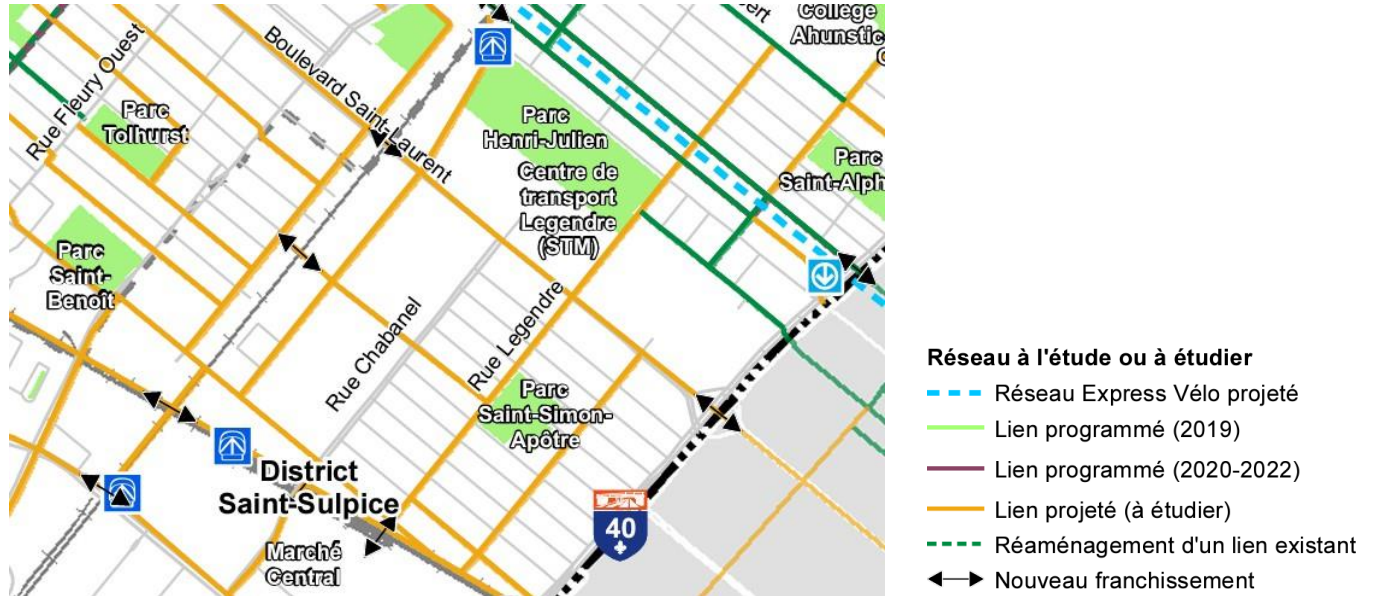 College
Ahunstic
Rue Fleury Ouest
Boulevard Saint-Laurent
Parc
Tolhurst
Parc
Henri-Julien
Centre de
transport
Legendre
(STM)
Parc
Saint-Alph
Parc
Saint-
Benoît
Rue Chabanel
Rue Legendre
Parc
Saint-Simon-
Apôtre
District
Saint-Sulpice
Marché
Central
40
Réseau à l'étude ou à étudier
Réseau Express Vélo projeté
Lien programmé (2019)
Lien programmé (2020-2022)
Lien projeté (à étudier)
Réaménagement d'un lien existant
Nouveau franchissement